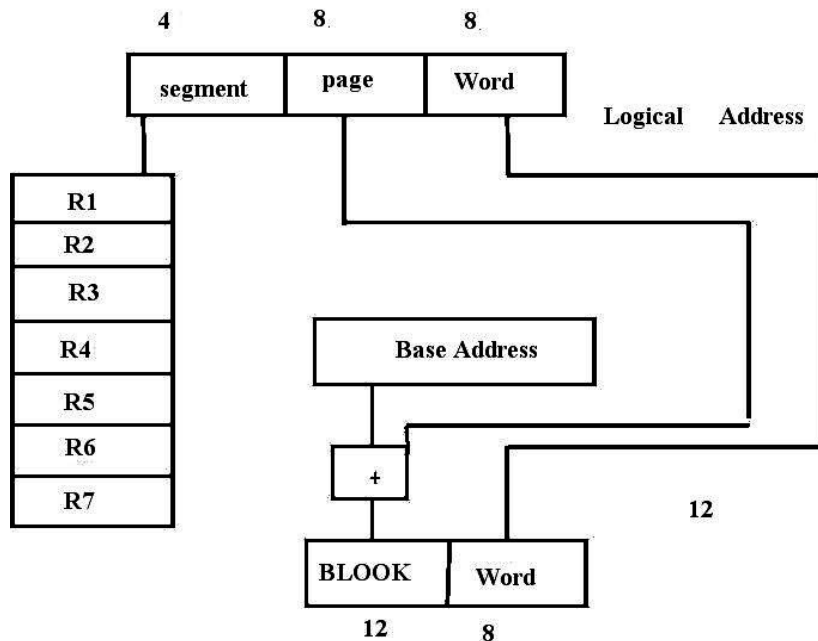 4 8. 8.
segment page Word
Logical Address
R1
R2
R3
R4
R5
R6
R7
Base Address
+
12
BLOOK Word
12 8